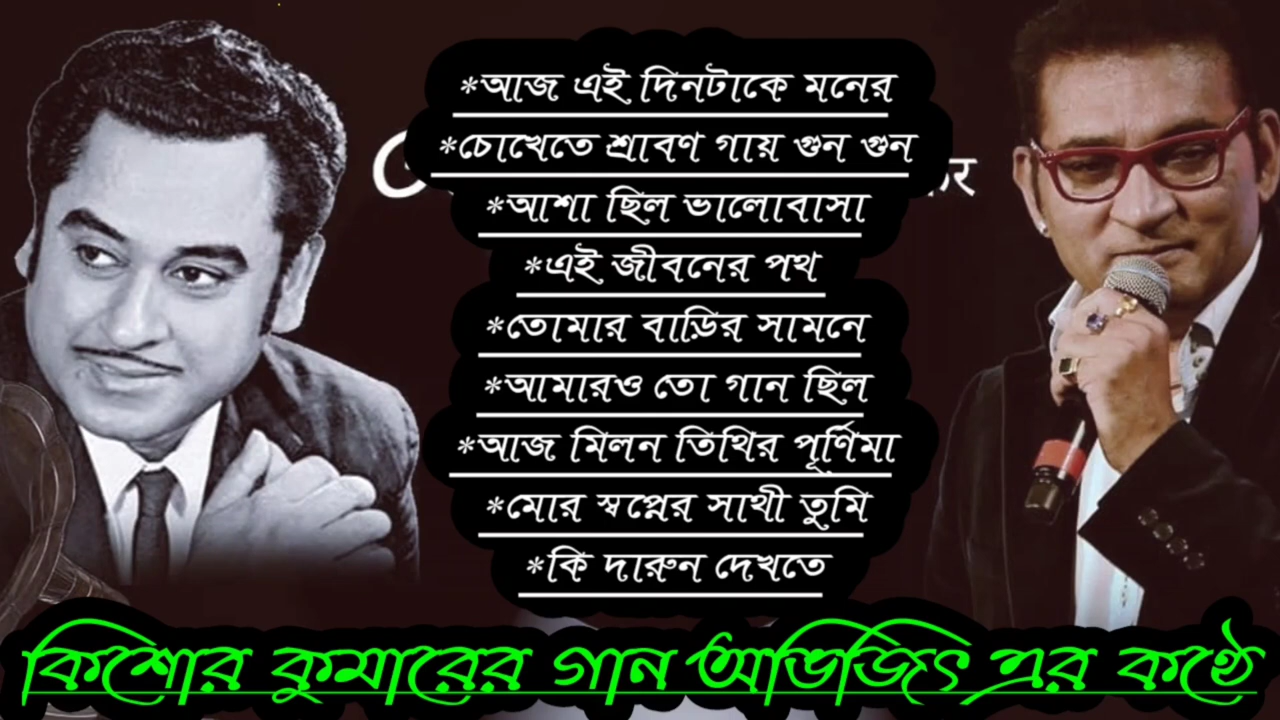 *আজ এই দিনটাকে মনের
*চোখেতে শ্রাবণ গায় গুন গুন
*আশা ছিল ভালোবাসা
*এই জীবনের পথ
*তোমার বাড়ির সামনে
*আমারও তো গান ছিল
*আজ মিলন তিথির পূর্ণিমা
*মোর স্বপ্নের সাথী তুমি
*কি দারুন দেখতে
কিশোর কুমারের গান অভিজিৎ এর কণ্ঠে